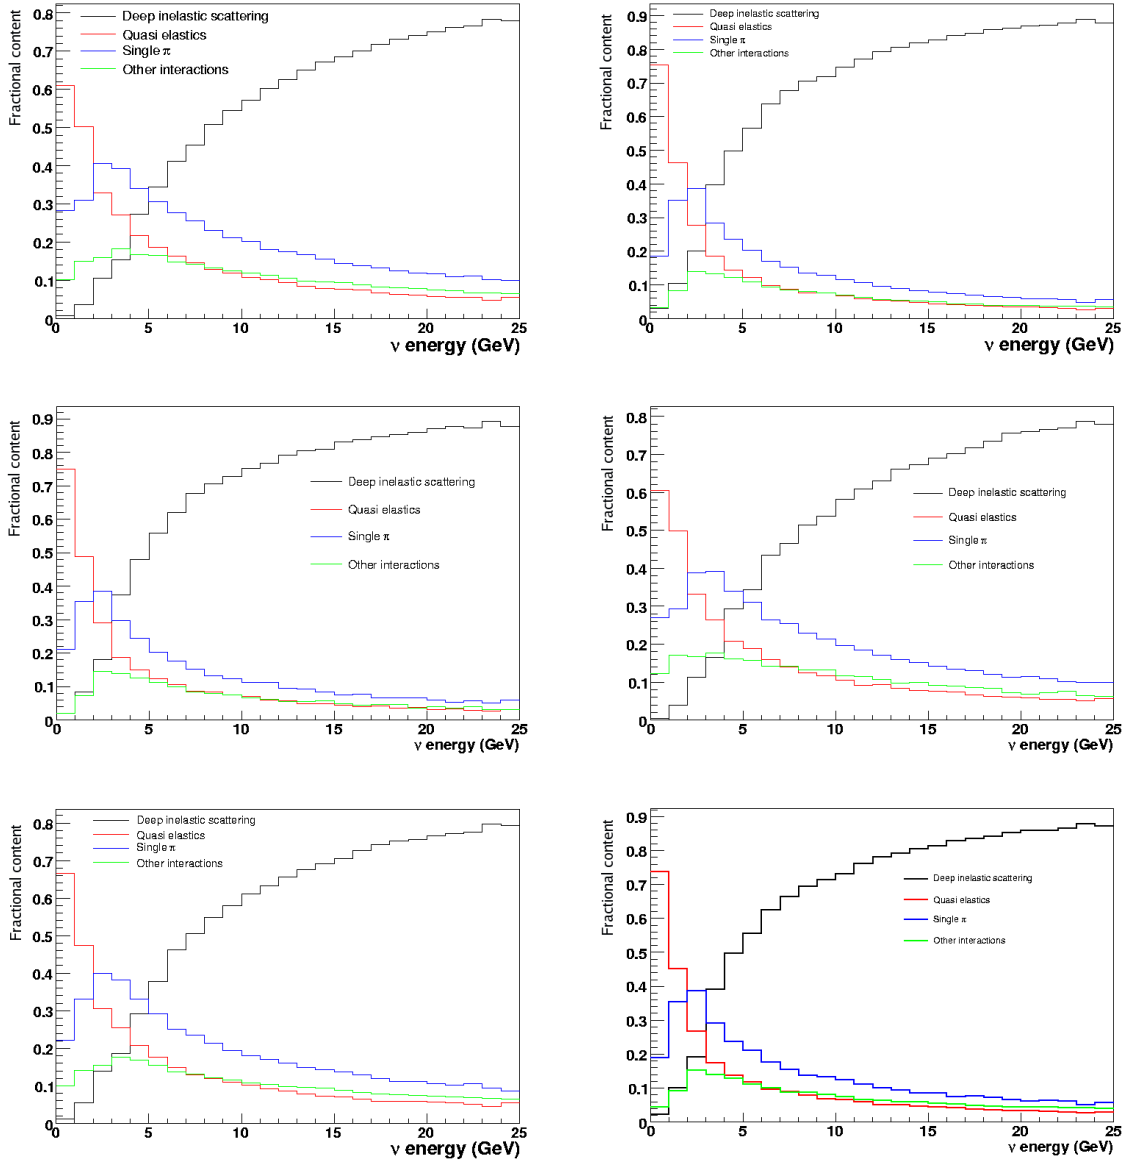 Fractional content
0.8
0.7
0.6
0.5
0.4
0.3
0.2
0.1
0
Deep inelastic scattering
Quasi elastics
Single π
Other interactions
0 5 10 15 20 25
ν energy (GeV)
Fractional content
0.9
0.8
0.7
0.6
0.5
0.4
0.3
0.2
0.1
0
Deep inelastic scattering
Quasi elastics
Single π
Other interactions
0 5 10 15 20 25
ν energy (GeV)
Fractional content
0.9
0.8
0.7
0.6
0.5
0.4
0.3
0.2
0.1
0
Deep inelastic scattering
Quasi elastics
Single π
Other interactions
0 5 10 15 20 25
ν energy (GeV)
Fractional content
0.8
0.7
0.6
0.5
0.4
0.3
0.2
0.1
0
Deep inelastic scattering
Quasi elastics
Single π
Other interactions
0 5 10 15 20 25
ν energy (GeV)
Fractional content
0.8
0.7
0.6
0.5
0.4
0.3
0.2
0.1
0
Deep inelastic scattering
Quasi elastics
Single π
Other interactions
0 5 10 15 20 25
ν energy (GeV)
Fractional content
0.9
0.8
0.7
0.6
0.5
0.4
0.3
0.2
0.1
0
Deep inelastic scattering
Quasi elastics
Single π
Other interactions
0 5 10 15 20 25
ν energy (GeV)